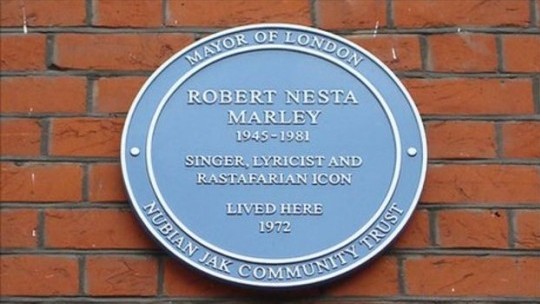 MAYOR OF LONDON
ROBERT NESTA
MARLEY
1945-1981
SINGER, LYRICIST AND
RASTAFARIAN ICON
LIVED HERE
1972
NUBIAN JAK COMMUNITY TRUST